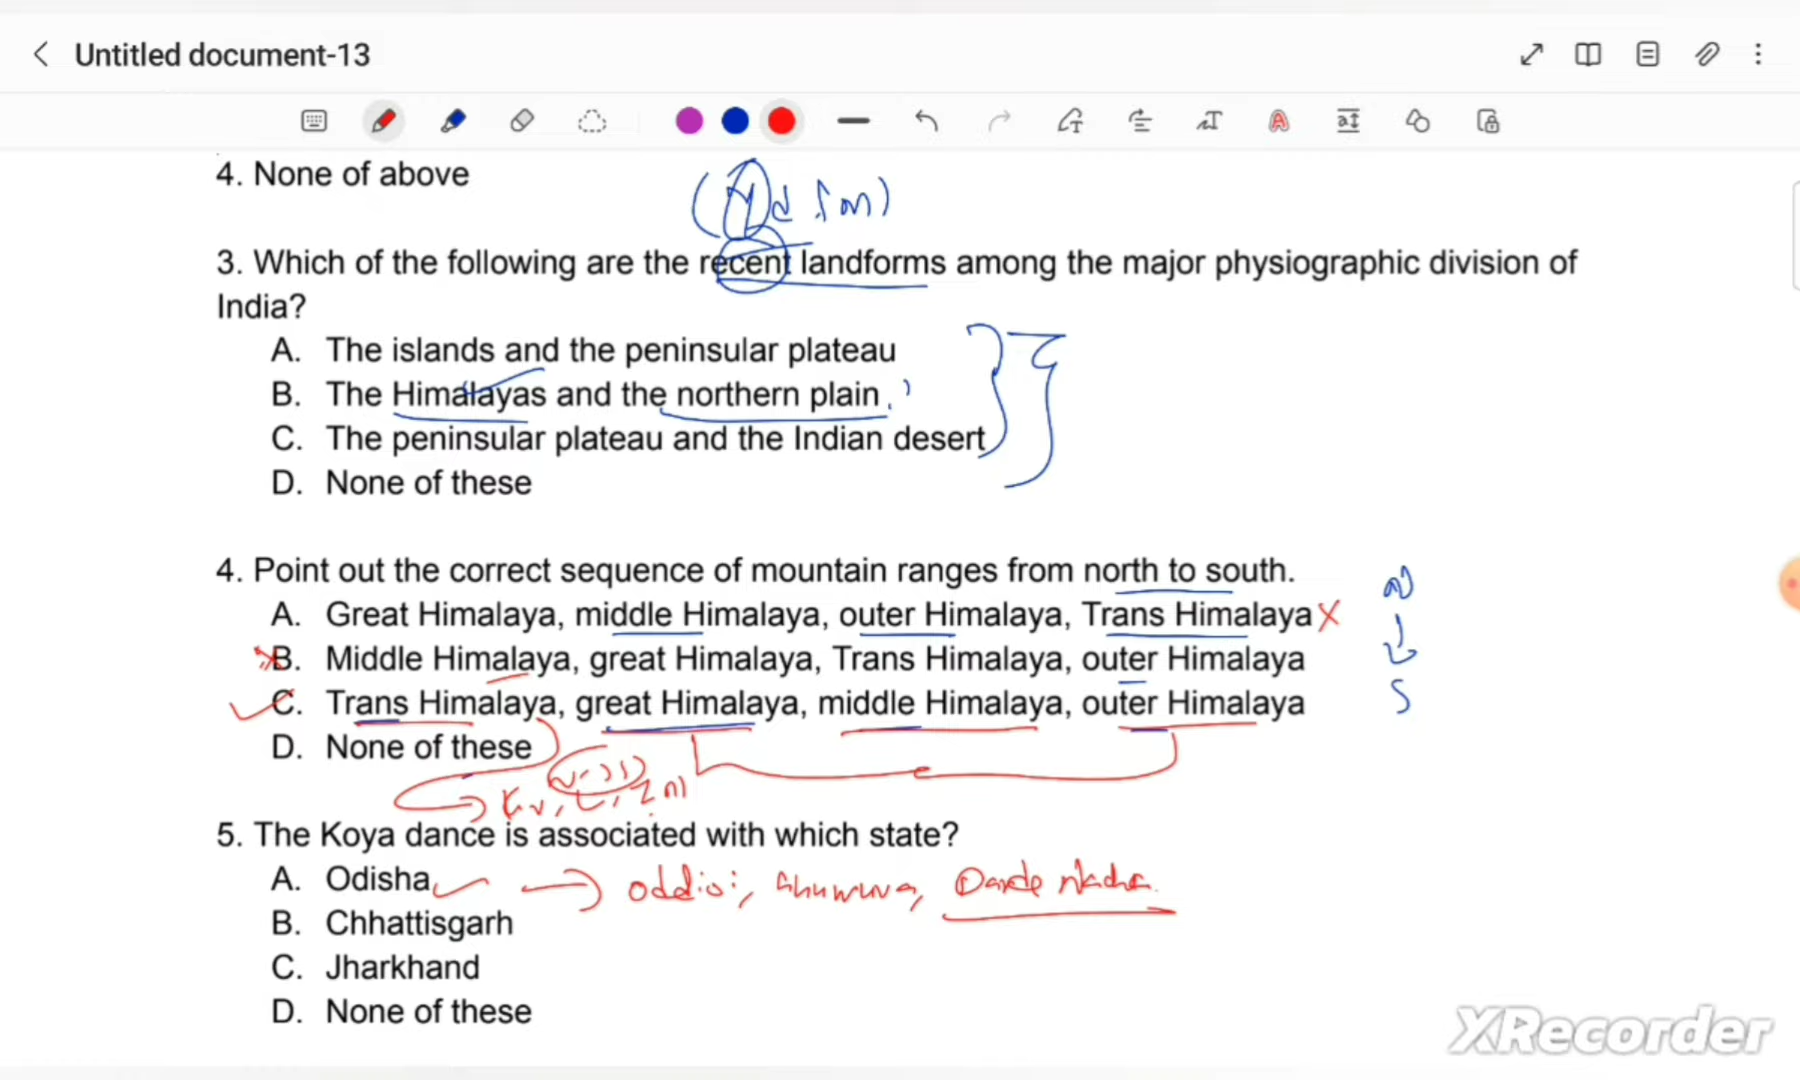 Untitled document-13
4. None of above
3. Which of the following are the recent landforms among the major physiographic division of
India?
A. The islands and the peninsular plateau
B. The Himalayas and the northern plain
C. The peninsular plateau and the Indian desert
D. None of these
4. Point out the correct sequence of mountain ranges from north to south.
N
A. Great Himalaya, middle Himalaya, outer Himalaya, Trans Himalaya X
B. Middle Himalaya, great Himalaya, Trans Himalaya, outer Himalaya
C. Trans Himalaya, great Himalaya, middle Himalaya, outer Himalaya
S
D. None of these
5. The Koya dance is associated with which state?
A. Odisha
B. Chhattisgarh
C. Jharkhand
D. None of these
XRecorder